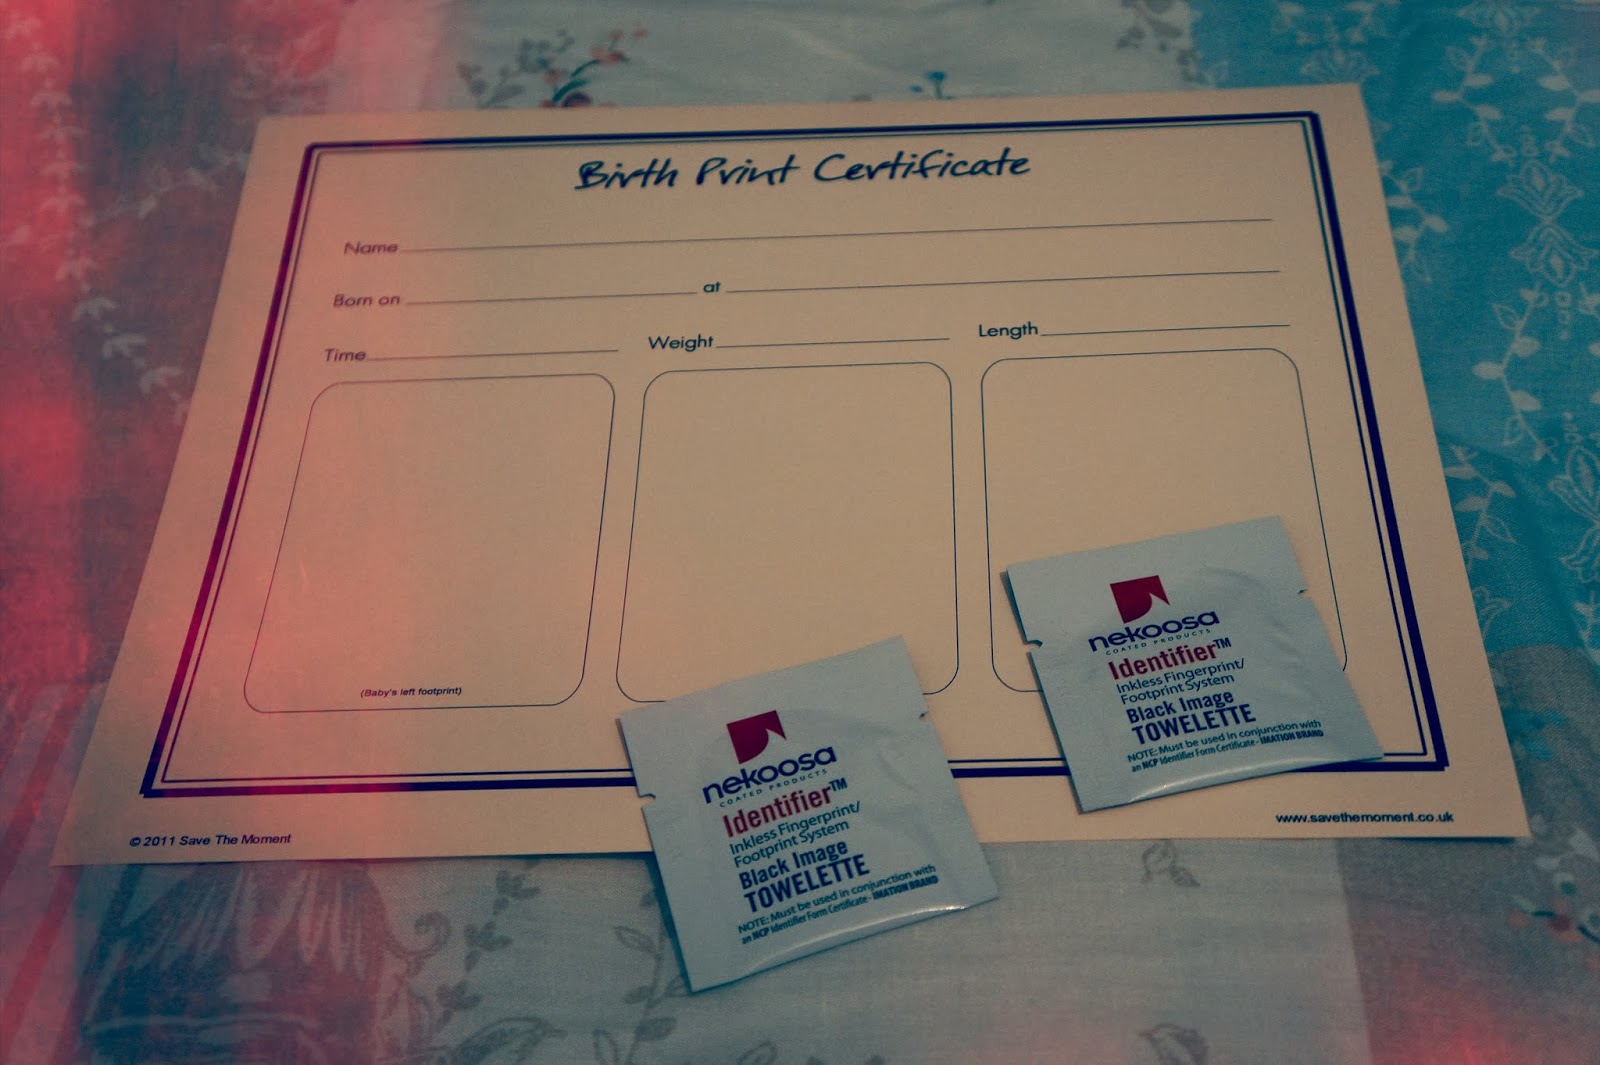 Birth Print Certificate
Name
Born on at
Time Weight Length
(Baby's left footprint)
nekoosa
COATED PRODUCTS
Identifier™
Inkless Fingerprint/
Footprint System
Black Image
TOWELETTE
NOTE: Must be used in conjunction with
an NCP Identifier Form Certificate - IMATION BRAND
nekoosa
COATED PRODUCTS
Identifier™
Inkless Fingerprint/
Footprint System
Black Image
TOWELETTE
NOTE: Must be used in conjunction with
an NCP Identifier Form Certificate - IMATION BRAND
© 2011 Save The Moment
www.savethemoment.co.uk